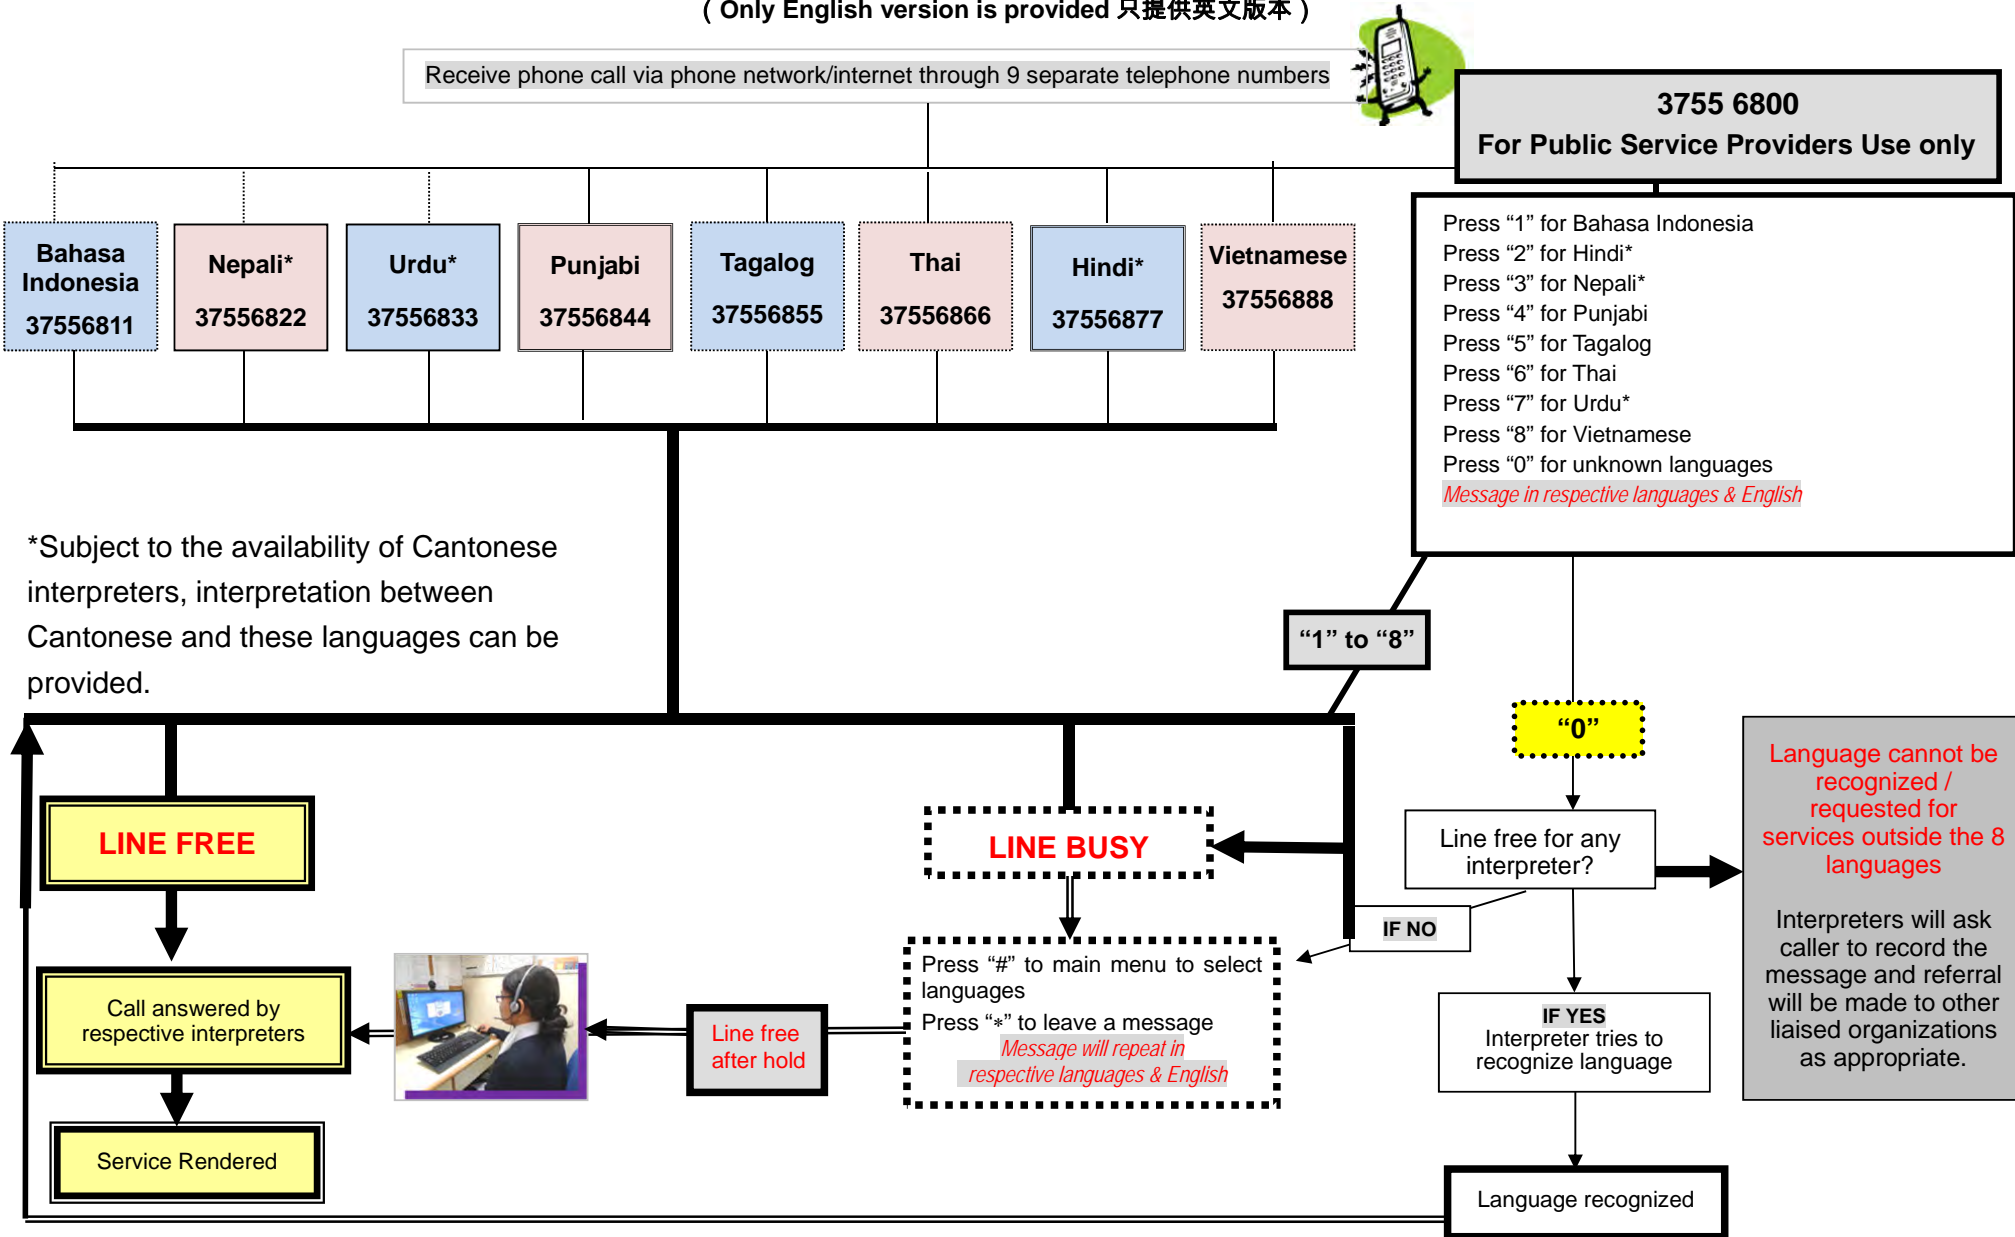 ( Only English version is provided 只提供英文版本 )
Receive phone call via phone network/internet through 9 separate telephone numbers
3755 6800
For Public Service Providers Use only
Bahasa
Indonesia
37556811
Nepali*
37556822
Urdu*
37556833
Punjabi
37556844
Tagalog
37556855
Thai
37556866
Hindi*
37556877
Vietnamese
37556888
Press “1” for Bahasa Indonesia
Press “2” for Hindi*
Press “3” for Nepali*
Press “4” for Punjabi
Press “5” for Tagalog
Press “6” for Thai
Press “7” for Urdu*
Press “8” for Vietnamese
Press “0” for unknown languages
Message in respective languages & English
*Subject to the availability of Cantonese
interpreters, interpretation between
Cantonese and these languages can be
provided.
“1” to “8”
“0”
LINE FREE
LINE BUSY
Line free for any
interpreter?
Language cannot be
recognized /
requested for
services outside the 8
languages
Interpreters will ask
caller to record the
message and referral
will be made to other
liaised organizations
as appropriate.
IF NO
Call answered by
respective interpreters
Line free
after hold
Press “#” to main menu to select
languages
Press “*” to leave a message
Message will repeat in
respective languages & English
IF YES
Interpreter tries to
recognize language
Service Rendered
Language recognized